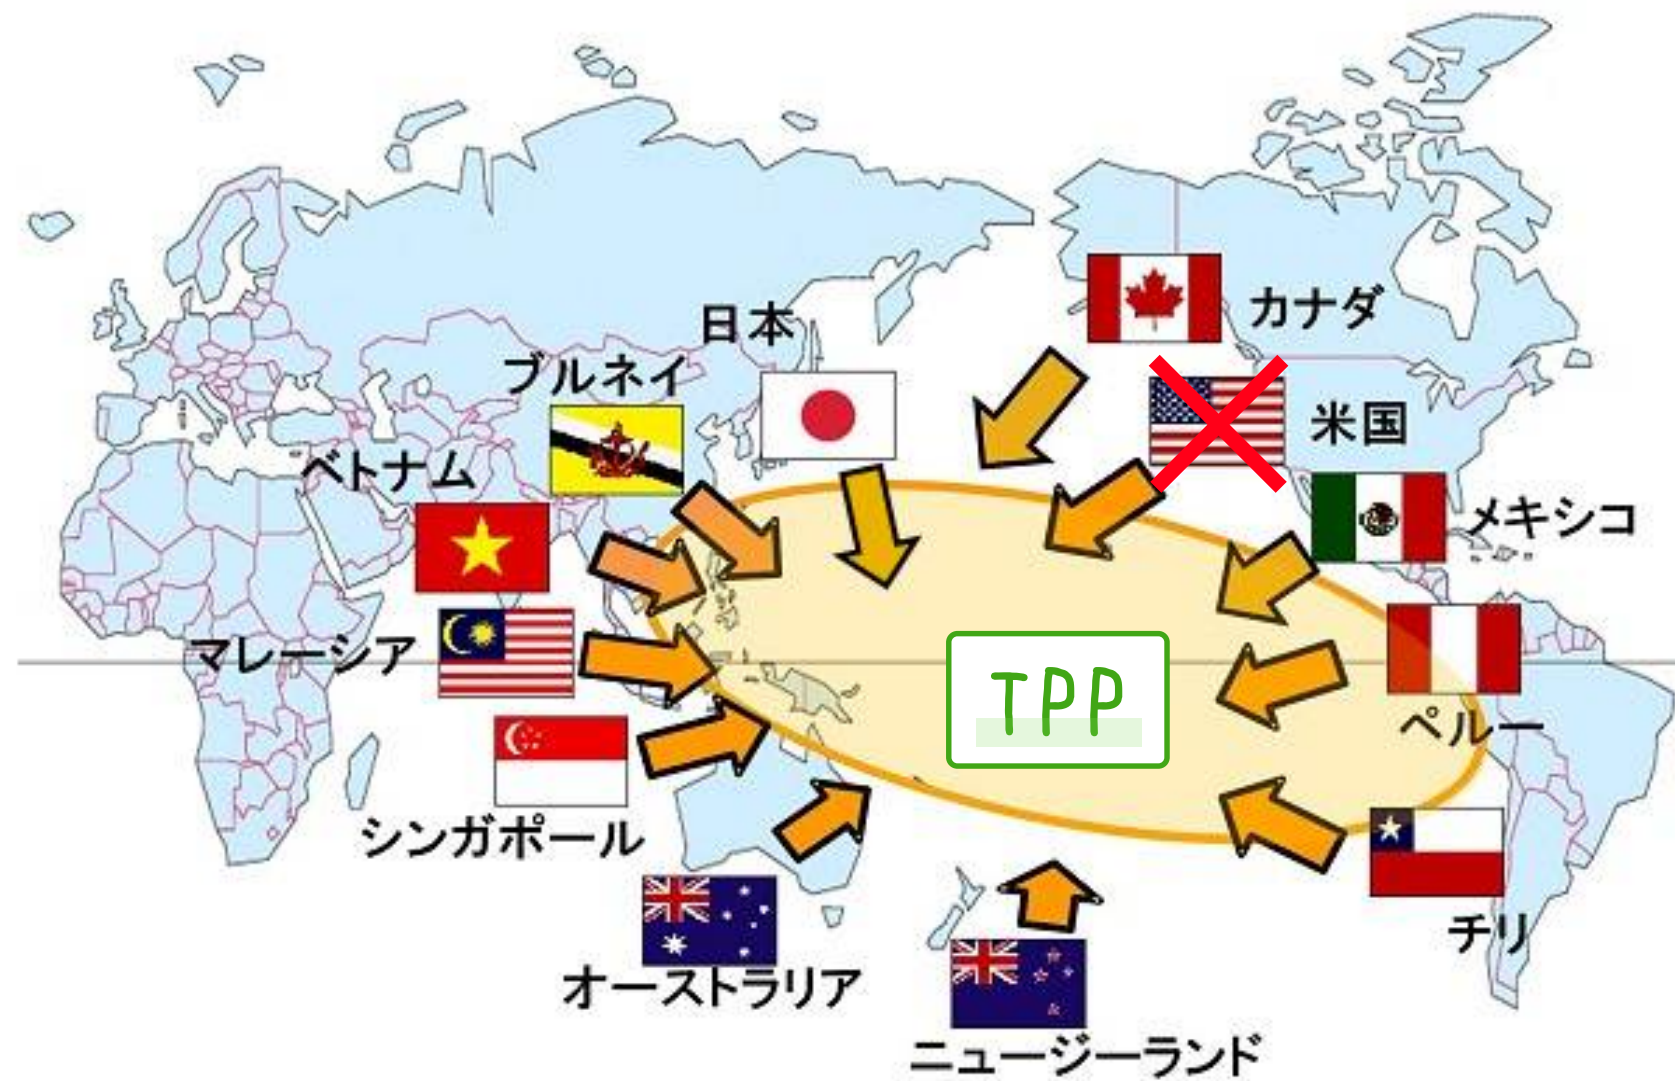 日本
カナダ
ブルネイ
米国
ベトナム
メキシコ
マレーシア
TPP
ペルー
シンガポール
チリ
オーストラリア
ニュージーランド